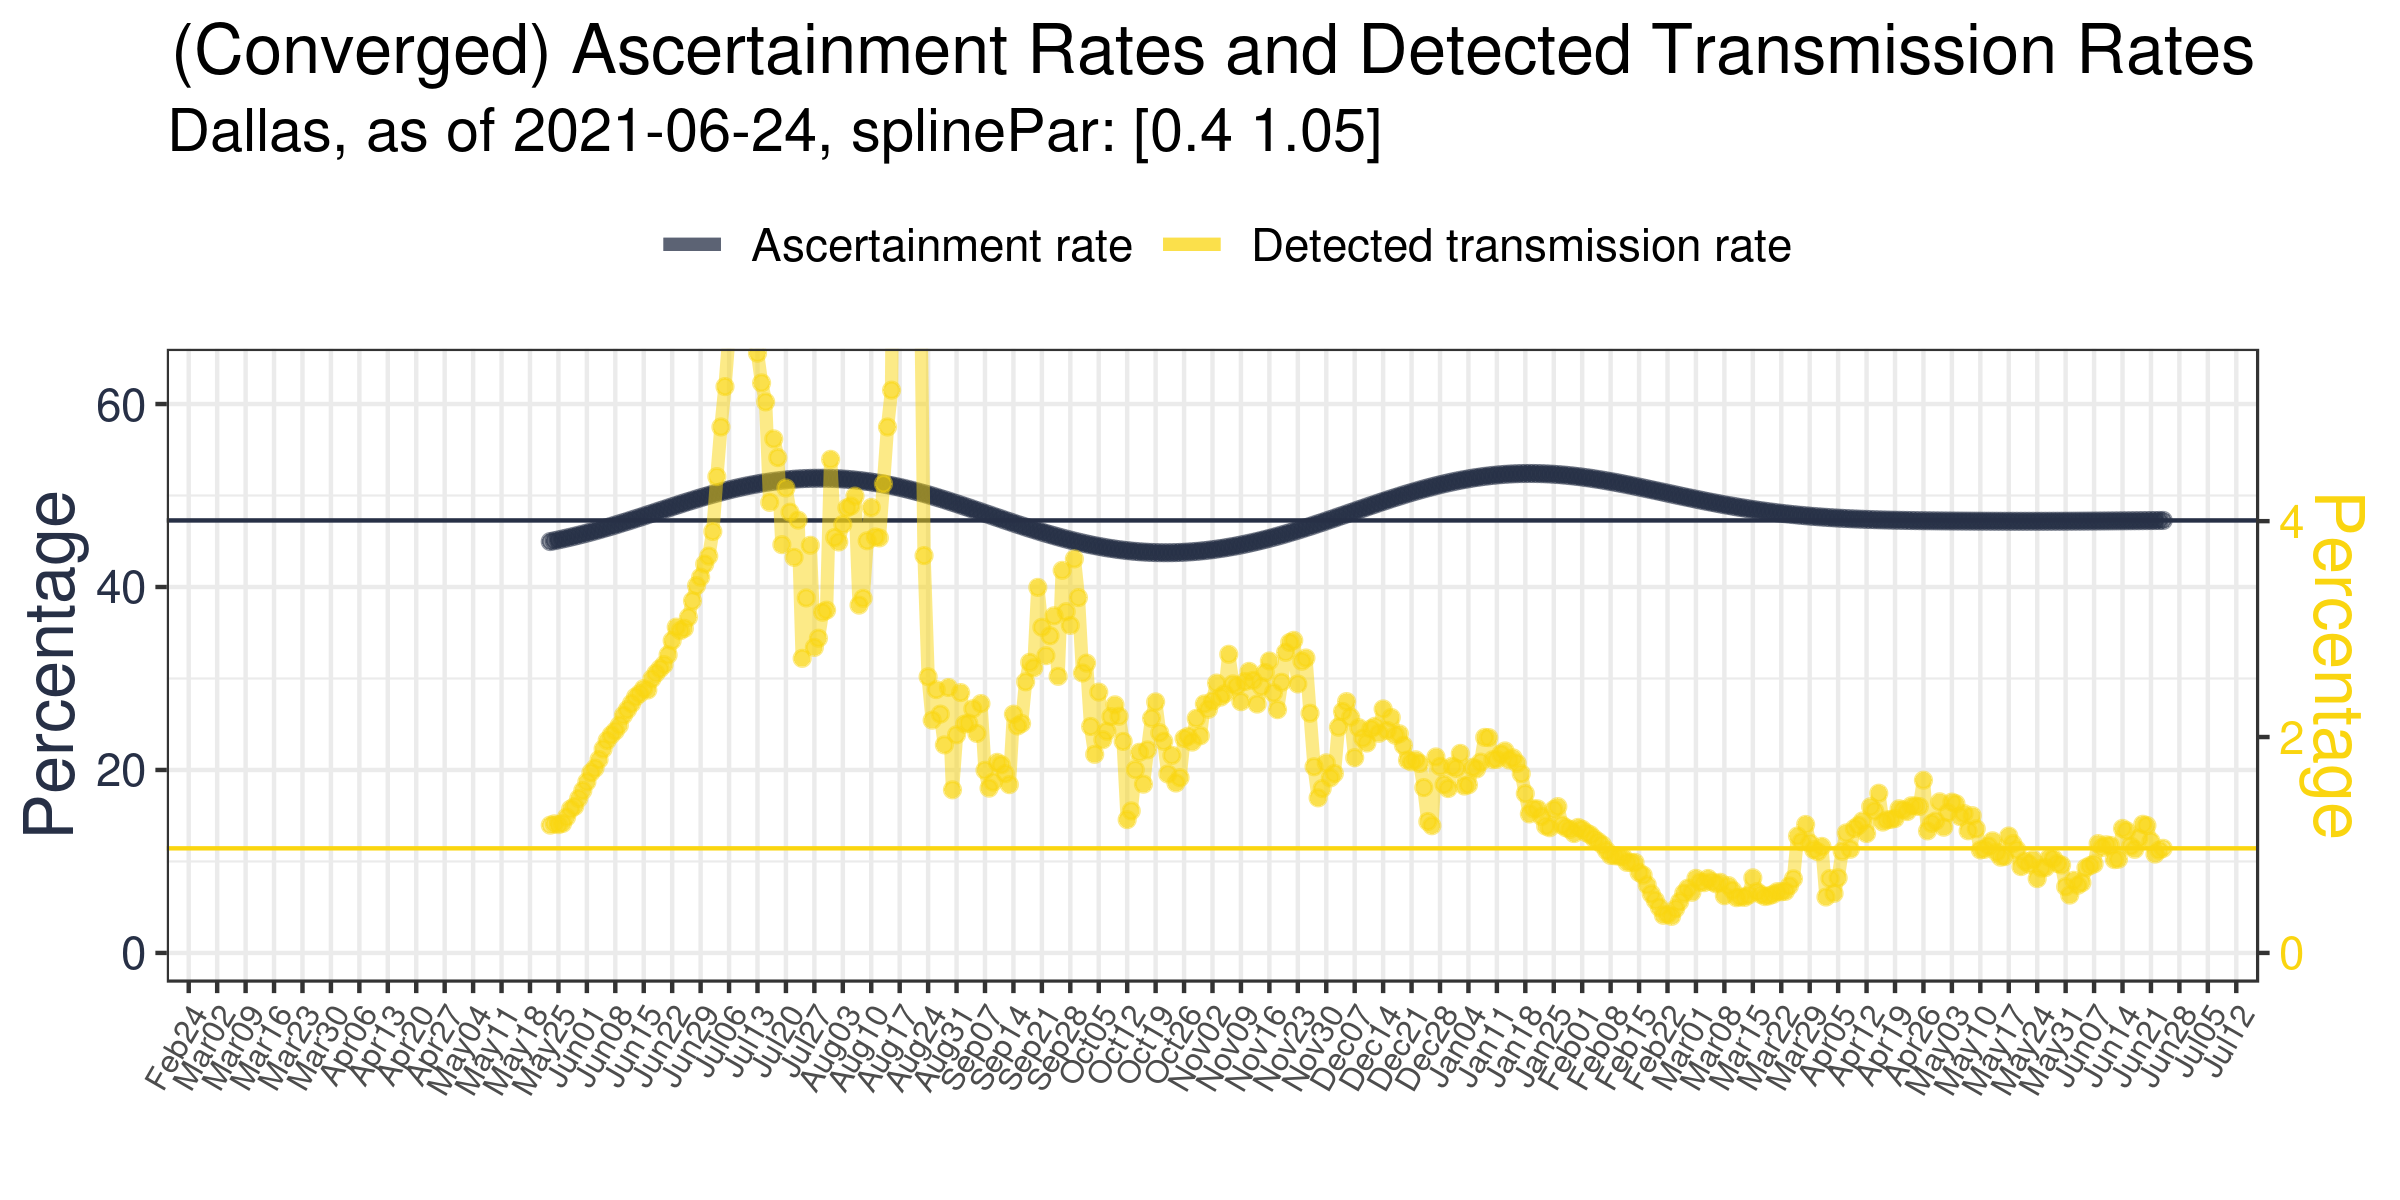 (Converged) Ascertainment Rates and Detected Transmission Rates
Dallas, as of 2021-06-24, splinePar: [0.4 1.05]
Ascertainment rate
Detected transmission rate
Percentage
60
40
20
0
4
2
0
Percentage
Feb24
Mar02
Mar09
Mar16
Mar23
Mar30
Apr06
Apr13
Apr20
Apr27
May04
May11
May18
May25
Jun01
Jun08
Jun15
Jun22
Jun29
Jul06
Jul13
Jul20
Jul27
Aug03
Aug10
Aug17
Aug24
Aug31
Sep07
Sep14
Sep21
Sep28
Oct05
Oct12
Oct19
Oct26
Nov02
Nov09
Nov16
Nov23
Nov30
Dec07
Dec14
Dec21
Dec28
Jan04
Jan11
Jan18
Jan25
Feb01
Feb08
Feb15
Feb22
Mar01
Mar08
Mar15
Mar22
Mar29
Apr05
Apr12
Apr19
Apr26
May03
May10
May17
May24
May31
Jun07
Jun14
Jun21
Jun28
Jul05
Jul12